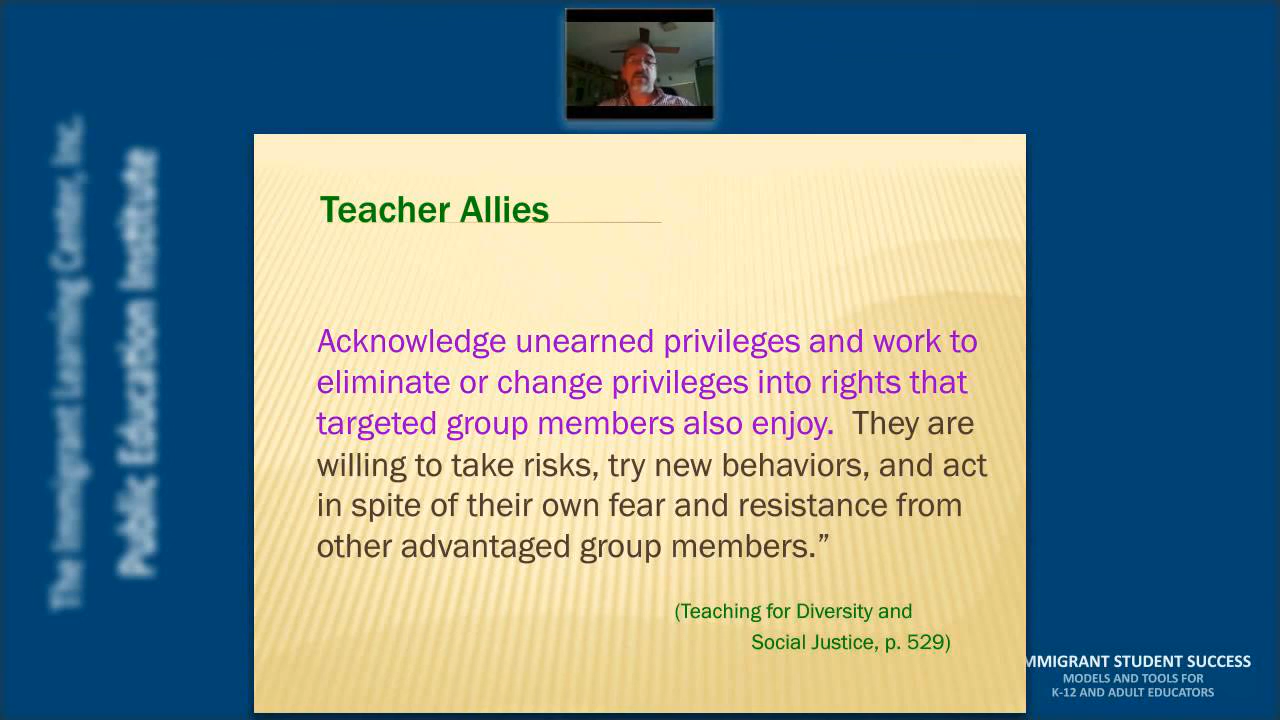 The Immigrant Learning Center, Inc.
Public Education Institute
Teacher Allies
Acknowledge unearned privileges and work to
eliminate or change privileges into rights that
targeted group members also enjoy. They are
willing to take risks, try new behaviors, and act
in spite of their own fear and resistance from
other advantaged group members.”
(Teaching for Diversity and
Social Justice, p. 529)
MMIGRANT STUDENT SUCCESS
MODELS AND TOOLS FOR
K-12 AND ADULT EDUCATORS